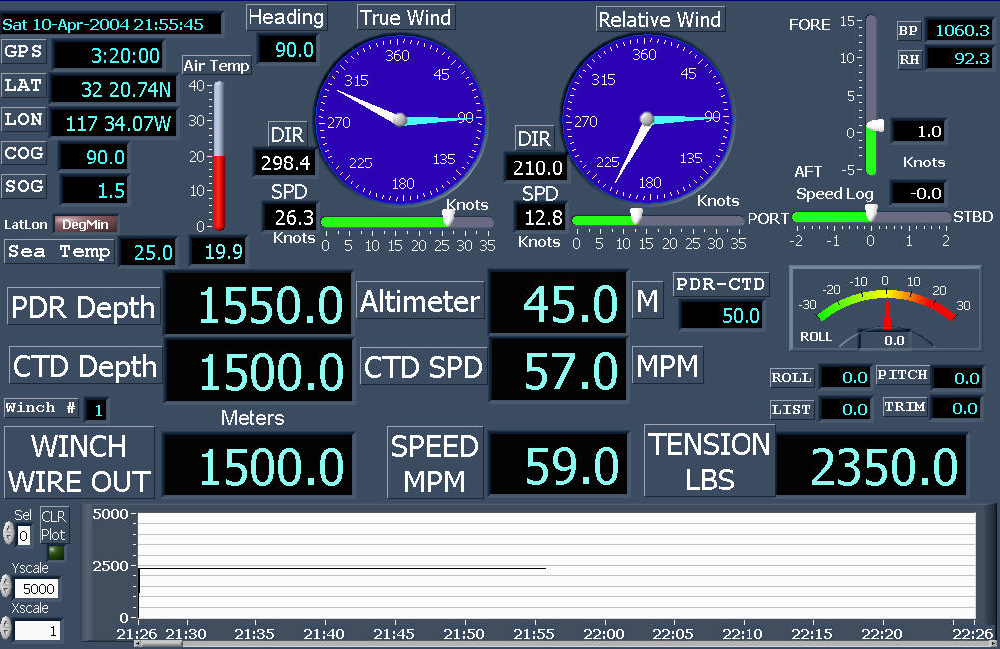 Sat 10-Apr-2004 21:55:45
GPS 3:20:00
LAT 32 20.74N
LON 117 34.07W
COG 90.0
SOG 1.5
LatLon DegMin
Sea Temp 25.0 19.9
Air Temp
40
30
20
10
0
Heading
90.0
True Wind
360
45
90
135
180
225
270
315
DIR
298.4
SPD
26.3
Knots
Knots
0 5 10 15 20 25 30 35
Relative Wind
360
45
90
135
180
225
270
315
DIR
210.0
SPD
12.8
Knots
Knots
0 5 10 15 20 25 30 35
FORE
15
10
5
0
-5
AFT
BP 1060.3
RH 92.3
1.0
Knots
Speed Log -0.0
PORT STBD
-2 -1 0 1 2
PDR Depth 1550.0
Altimeter 45.0 M
PDR-CTD
50.0
-30 -20 -10 0 10 20 30
ROLL 0.0
CTD Depth 1500.0
CTD SPD 57.0 MPM
ROLL 0.0 PITCH 0.0
LIST 0.0 TRIM 0.0
Winch # 1
Meters
WINCH
WIRE OUT
1500.0
SPEED
MPM
59.0
TENSION
LBS
2350.0
Sel
0
CLR
Plot
Yscale
5000
Xscale
1
5000
2500
0
21:26 21:30 21:35 21:40 21:45 21:50 21:55 22:00 22:05 22:10 22:15 22:20 22:26